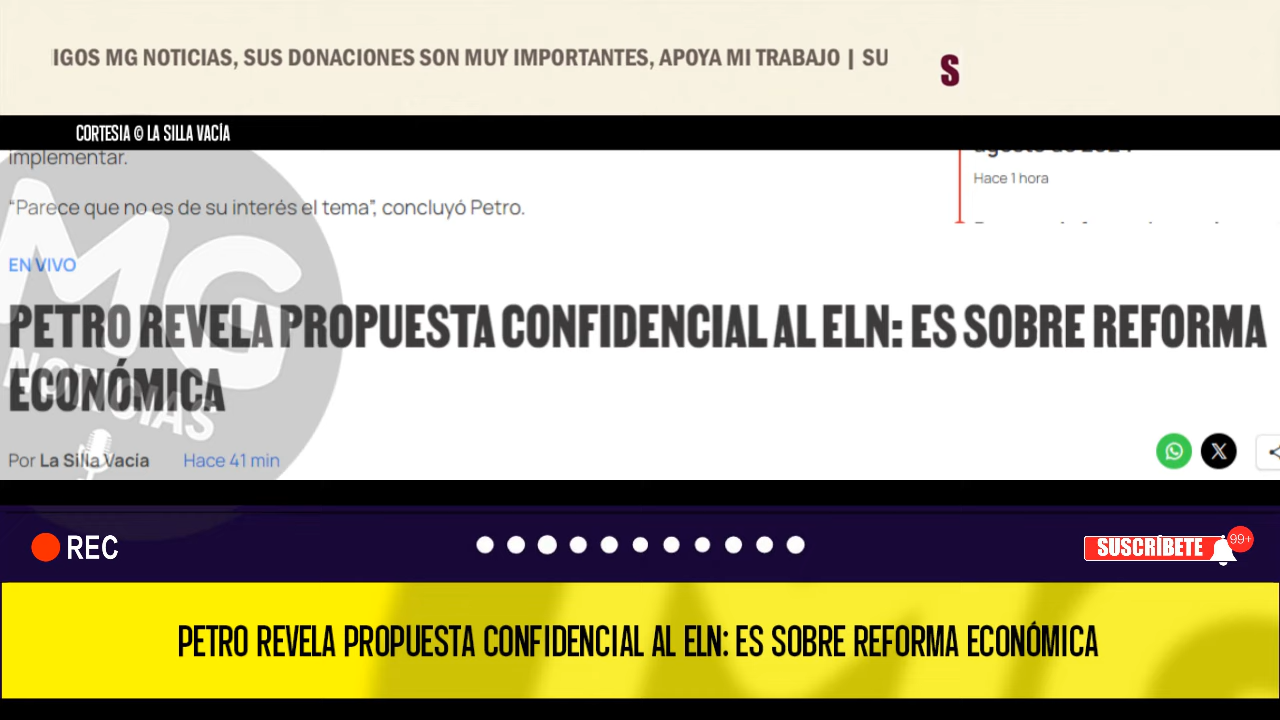 IGOS MG NOTICIAS, SUS DONACIONES SON MUY IMPORTANTES, APOYA MI TRABAJO | SU
S
CORTESIA © LA SILLA VACÍA
implementar.
Hace 1 hora
“Parece que no es de su interés el tema”, concluyó Petro.
EN VIVO
PETRO REVELA PROPUESTA CONFIDENCIAL AL ELN: ES SOBRE REFORMA
ECONÓMICA
MG
NOTICIAS
Por La Silla Vacía Hace 41 min
REC
SUSCRÍBETE 99+
PETRO REVELA PROPUESTA CONFIDENCIAL AL ELN: ES SOBRE REFORMA ECONÓMICA